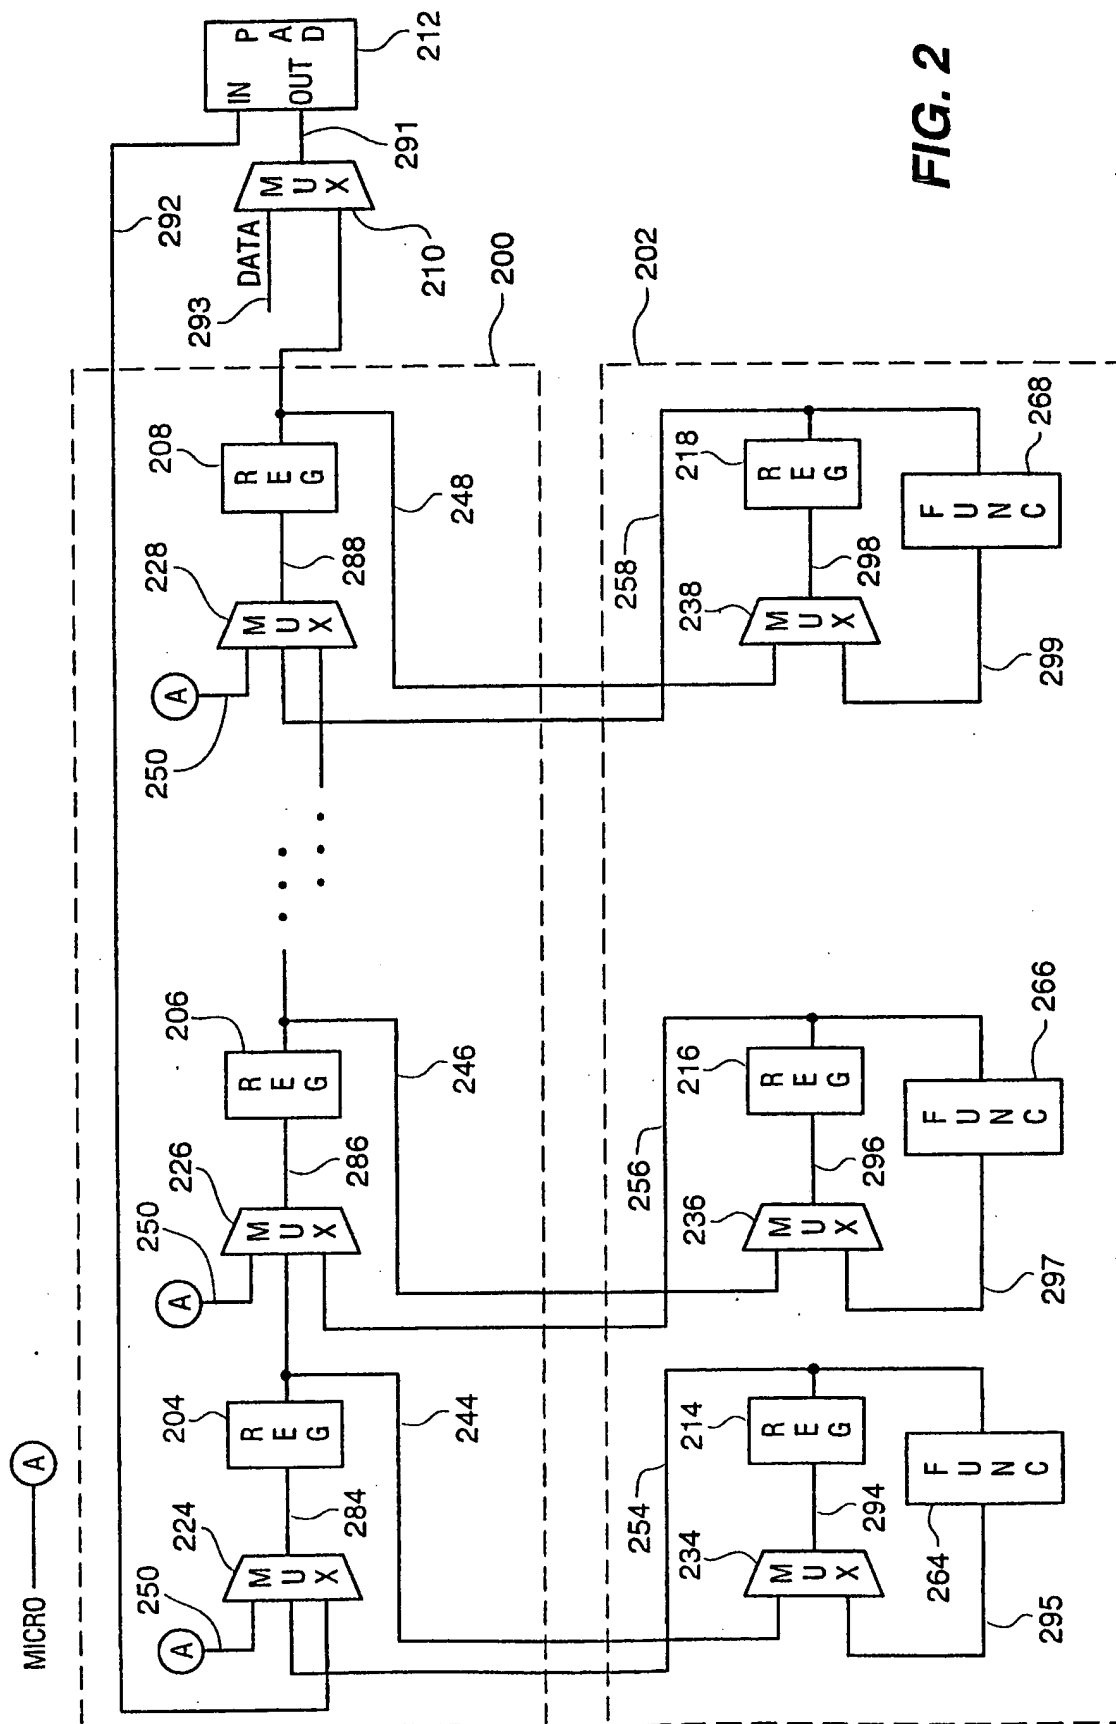 MICRO
A
IN
OUT
PAD
212
291
292
MUX
DATA
293
210
200
202
REG
208
248
MUX
228
288
A
250
REG
218
258
MUX
238
298
FUNC
268
299
REG
206
246
MUX
226
286
A
250
REG
216
256
MUX
236
296
FUNC
266
297
REG
204
244
MUX
224
284
A
250
REG
214
254
MUX
234
294
FUNC
264
295
FIG. 2